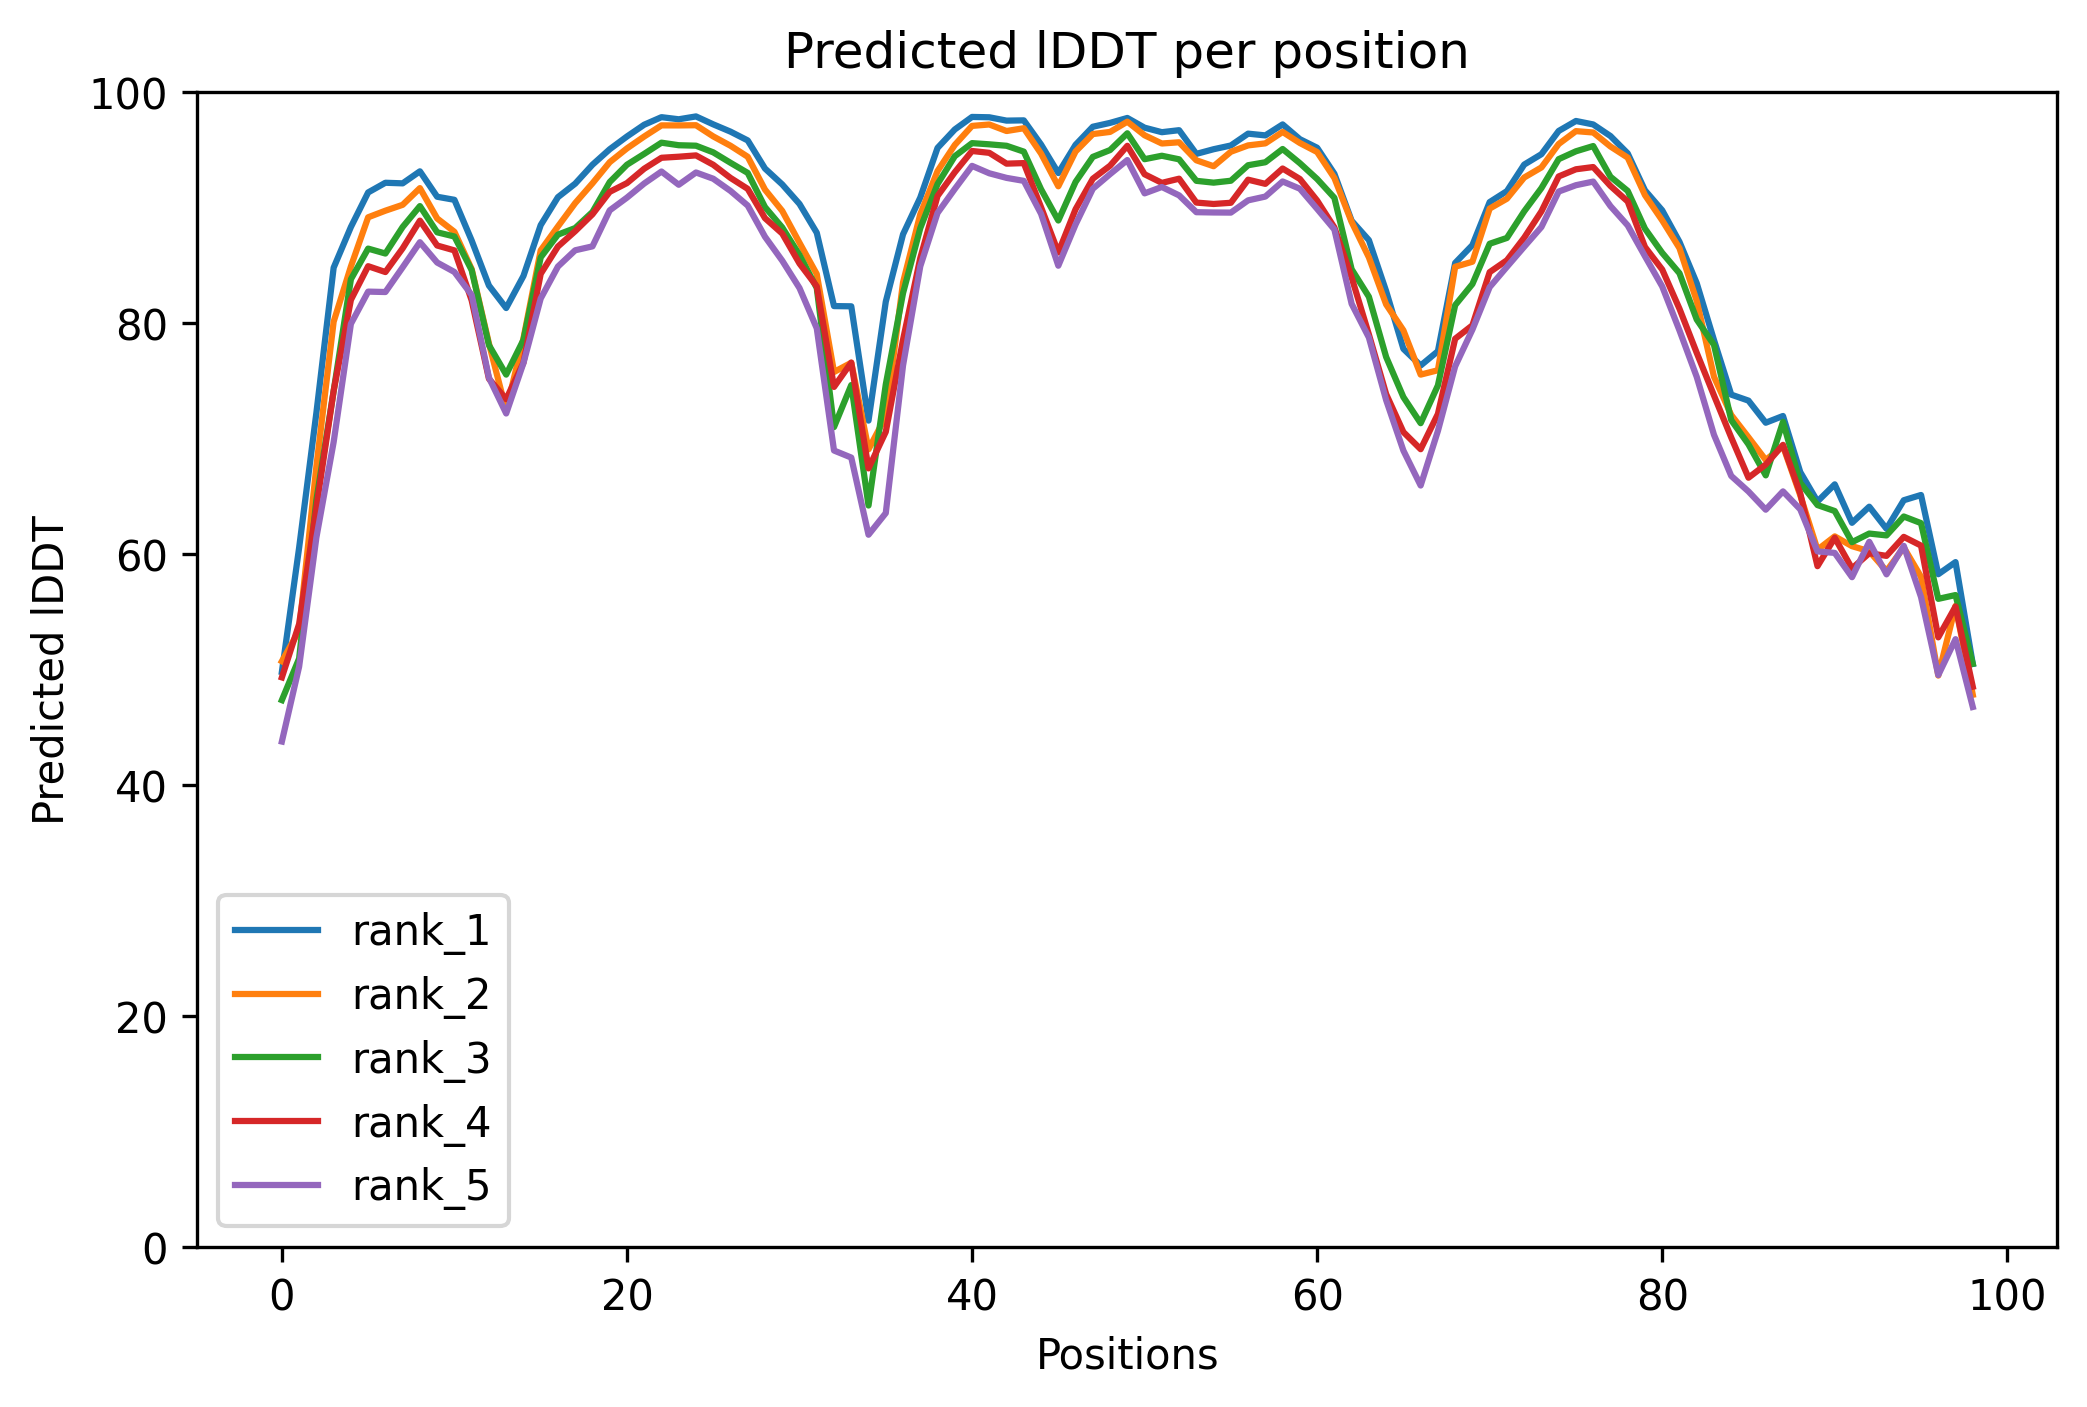 Predicted lDDT per position
100
80
60
40
20
0
Predicted lDDT
rank_1
rank_2
rank_3
rank_4
rank_5
0 20 40 60 80 100
Positions